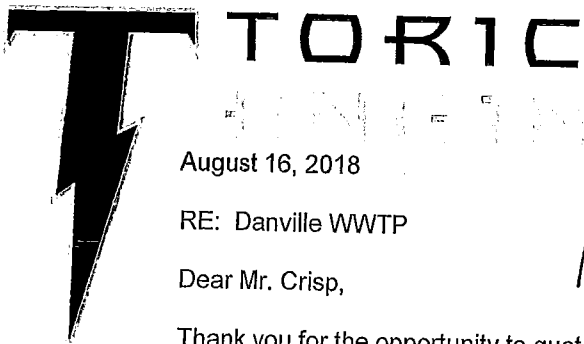 TORIC
August 16, 2018
RE: Danville WWTP
Dear Mr. Crisp,
Thank you for the opportunity to quot